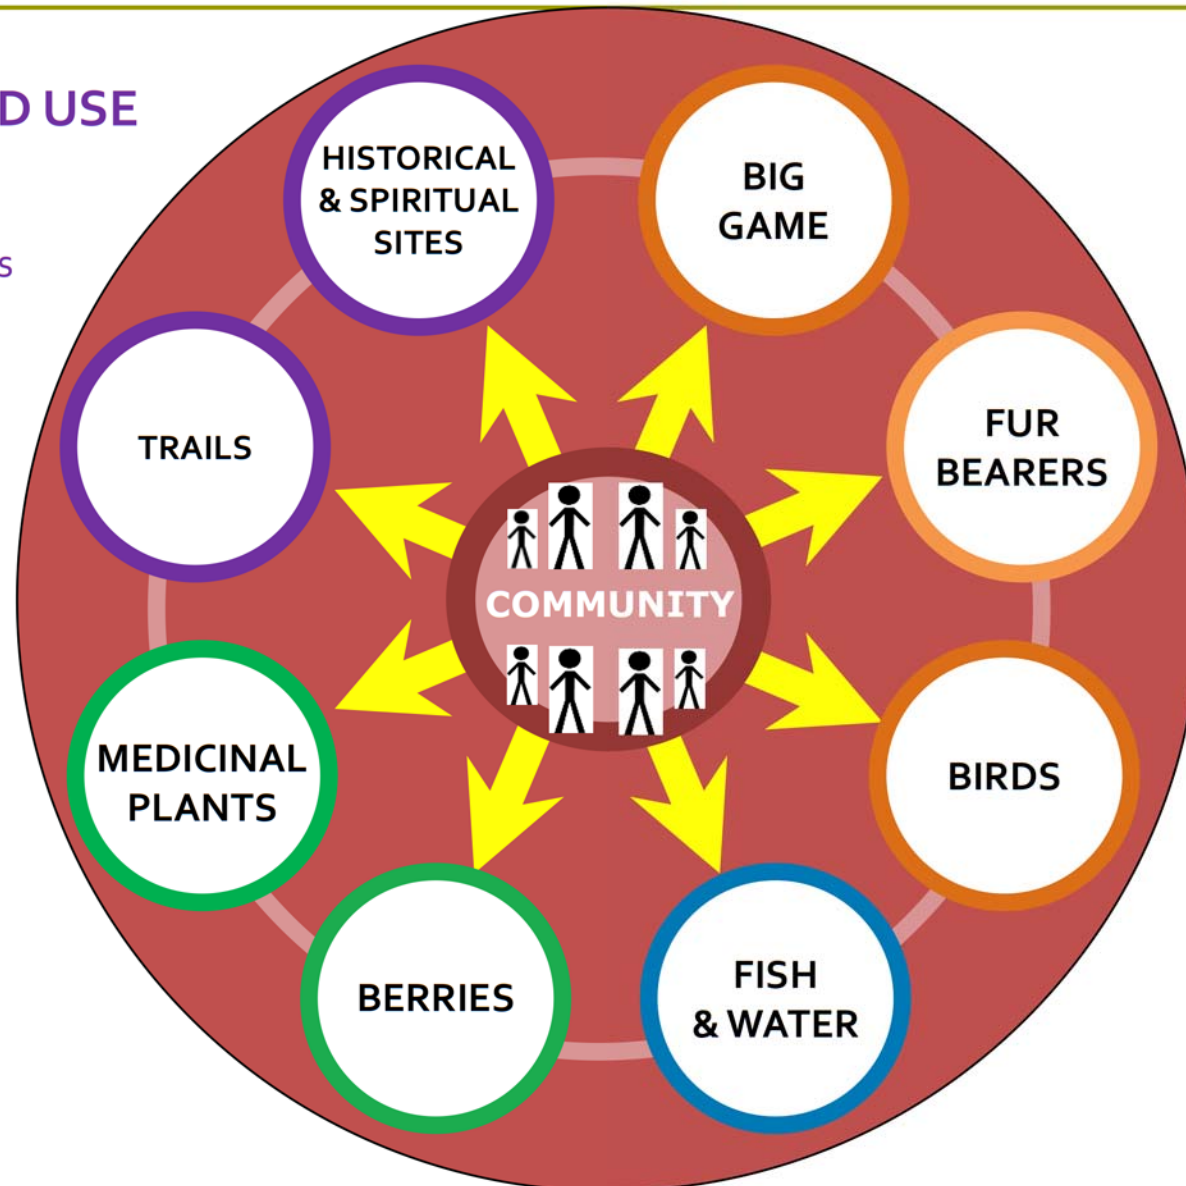 D USE
S
HISTORICAL
& SPIRITUAL
SITES
BIG
GAME
TRAILS
FUR
BEARERS
COMMUNITY
MEDICINAL
PLANTS
BIRDS
BERRIES
FISH
& WATER